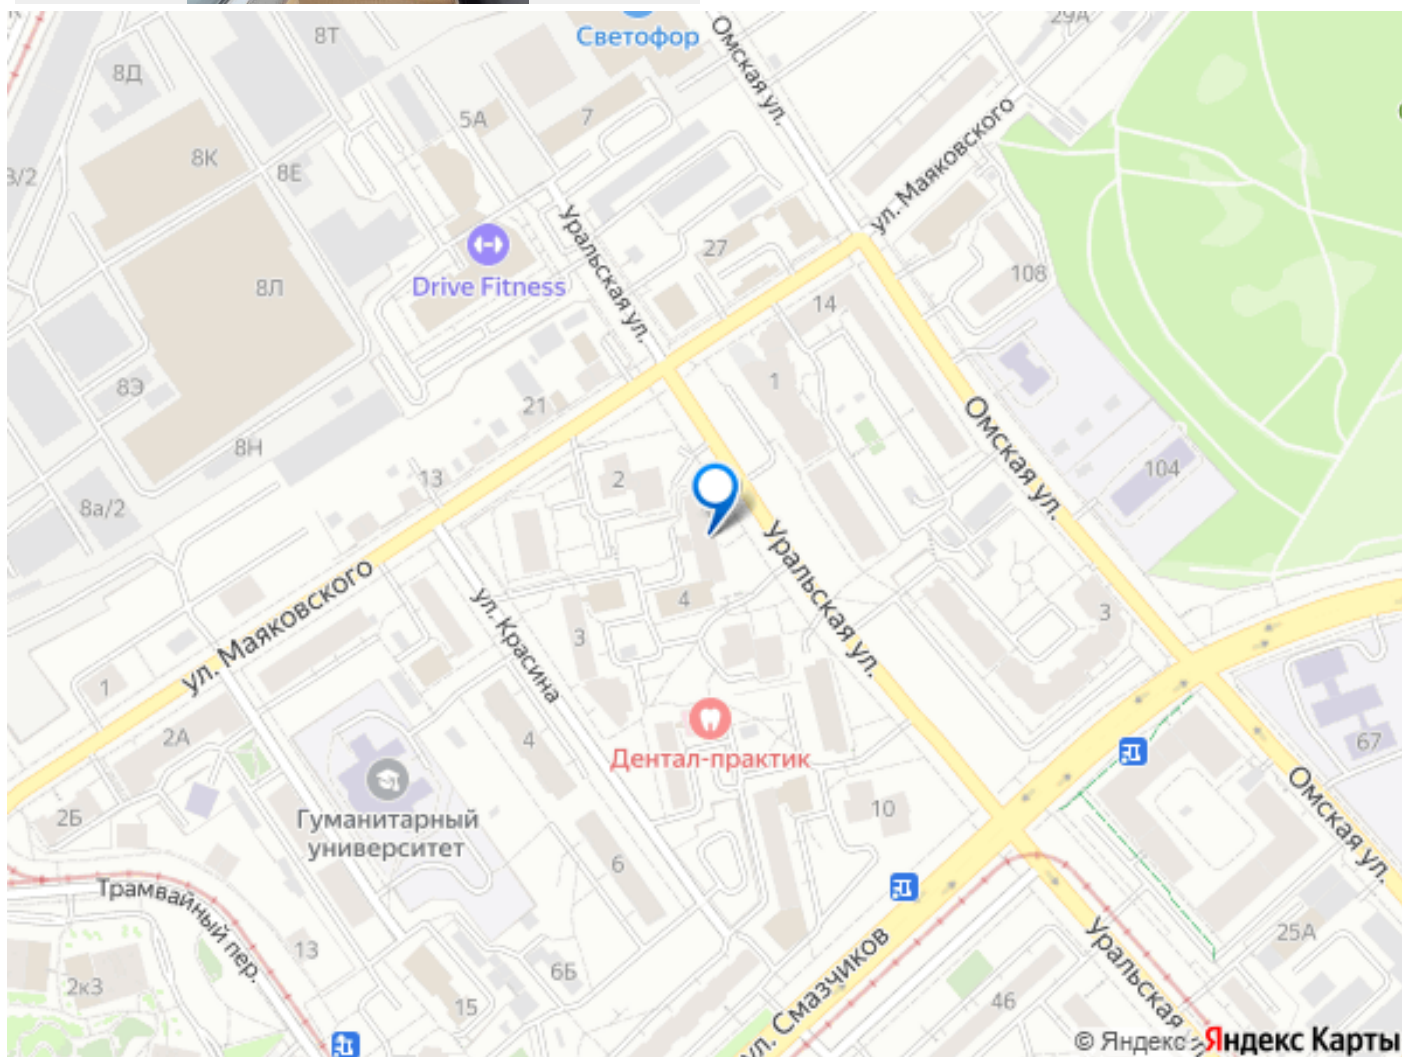 8Т
Светофор
29А
8Д
Омская ул.
5А
7
ул. Маяковского
8К
8Е
3/2
Уральская ул.
27
Drive Fitness
108
8Л
14
8Э
1
21
Омская ул.
8Н
13
2
104
8а/2
Уральская ул.
ул. Маяковского
ул. Красина
4
3
3
1
2А
4
Дентал-практик
67
Омская ул.
2Б
Гуманитарный
университет
10
6
Трамвайный пер.
ул. Смазчиков
Уральская
25А
13
6Б
2к3
15
46
© Яндекс
Яндекс Карты